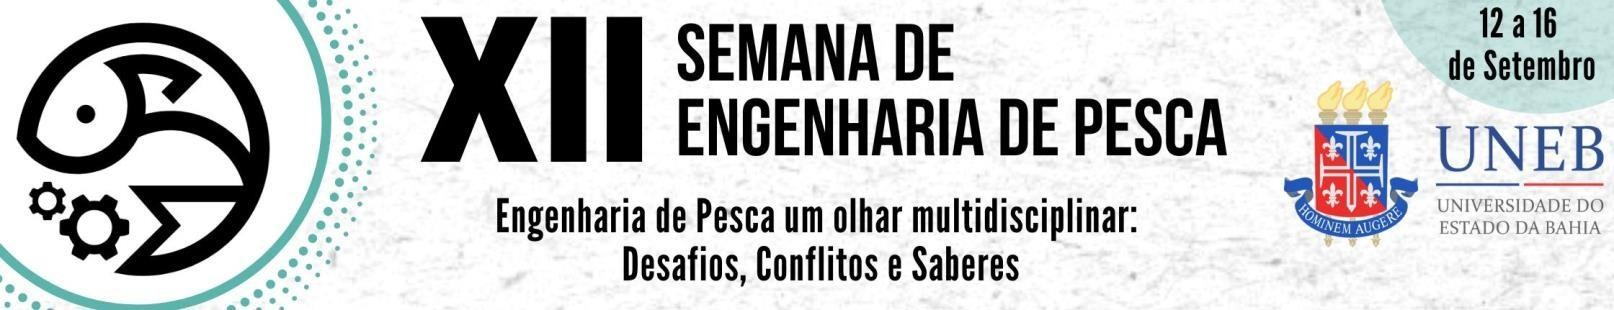 XII
SEMANA DE
ENGENHARIA DE PESCA
Engenharia de Pesca um olhar multidisciplinar:
Desafios, Conflitos e Saberes
12 a 16
de Setembro
HOMINEM AUGERE
UNEB
UNIVERSIDADE DO
ESTADO DA BAHIA